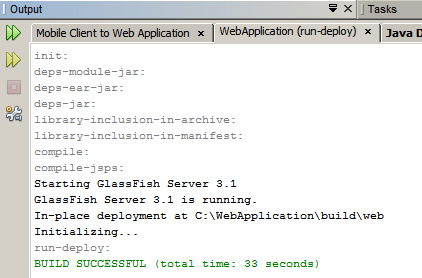 Output
Tasks
Mobile Client to Web Application
WebApplication (run-deploy)
Java D
init:
deps-module-jar:
deps-ear-jar:
deps-jar:
library-inclusion-in-archive:
library-inclusion-in-manifest:
compile:
compile-jsps:
Starting GlassFish Server 3.1
GlassFish Server 3.1 is running.
In-place deployment at C:\WebApplication\build\web
Initializing...
run-deploy:
BUILD SUCCESSFUL (total time: 33 seconds)